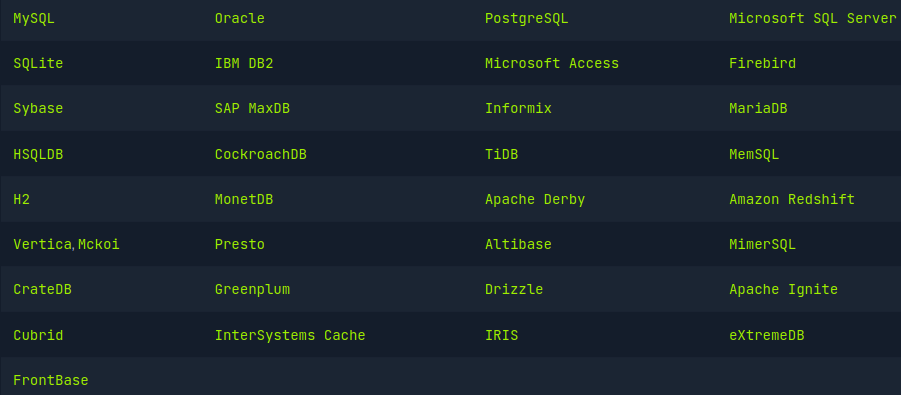 MySQL Oracle PostgreSQL Microsoft SQL Server
SQLite IBM DB2 Microsoft Access Firebird
Sybase SAP MaxDB Informix MariaDB
HSQLDB CockroachDB TiDB MemSQL
H2 MonetDB Apache Derby Amazon Redshift
Vertica, Mckoi Presto Altibase MimerSQL
CrateDB Greenplum Drizzle Apache Ignite
Cubrid InterSystems Cache IRIS eXtremeDB
FrontBase